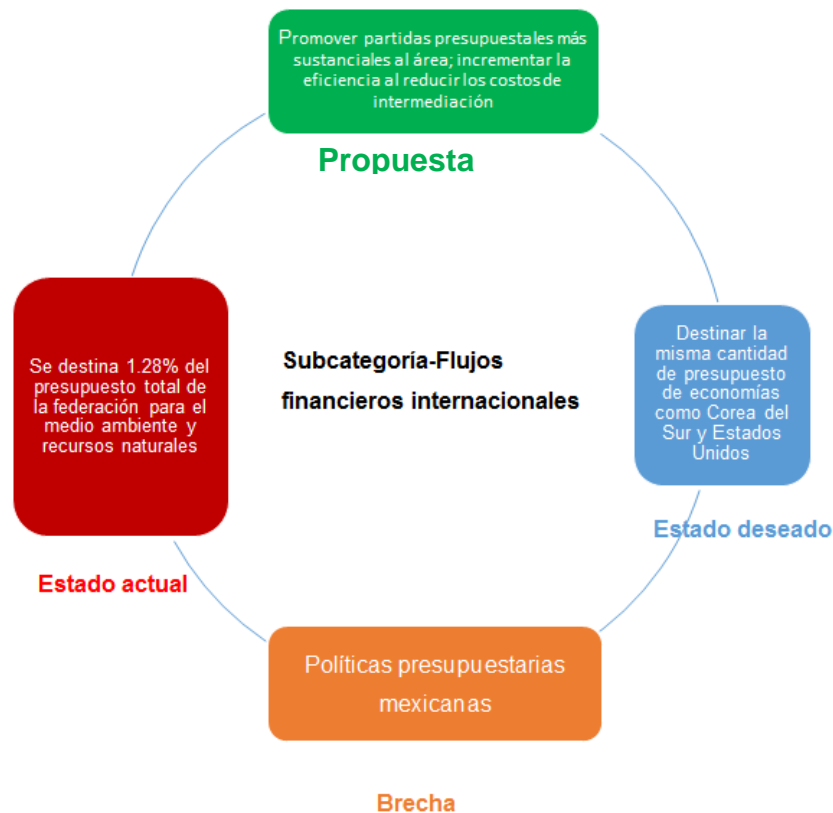 Promover partidas presupuestales más
sustanciales al área; incrementar la
eficiencia al reducir los costos de
intermediación
Propuesta
Se destina 1.28% del
presupuesto total de
la federación para el
medio ambiente y
recursos naturales
Estado actual
Subcategoría-Flujos
financieros internacionales
Destinar la
misma cantidad
de presupuesto
de economías
como Corea del
Sur y Estados
Unidos
Estado deseado
Políticas presupuestarias
mexicanas
Brecha